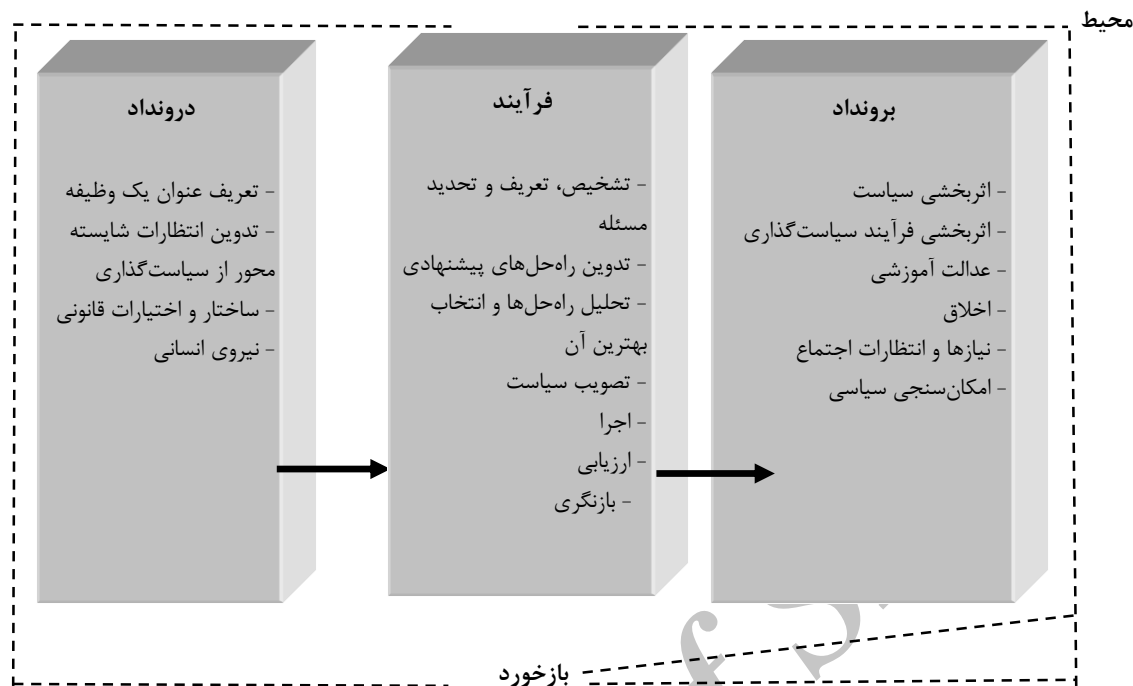 محیط
درونداد
- تعریف عنوان یک وظیفه
- تدوین انتظارات شایسته
محور از سیاست‌گذاری
- ساختار و اختیارات قانونی
- نیروی انسانی
فرآیند
- تشخیص، تعریف و تحدید
مسئله
- تدوین راه‌حل‌های پیشنهادی
- تحلیل راه‌حل‌ها و انتخاب
بهترین آن
- تصویب سیاست
- اجرا
- ارزیابی
- بازنگری
برونداد
- اثربخشی سیاست
- اثربخشی فرآیند سیاست‌گذاری
- عدالت آموزشی
- اخلاق
- نیازها و انتظارات اجتماع
- امکان‌سنجی سیاسی
بازخورد